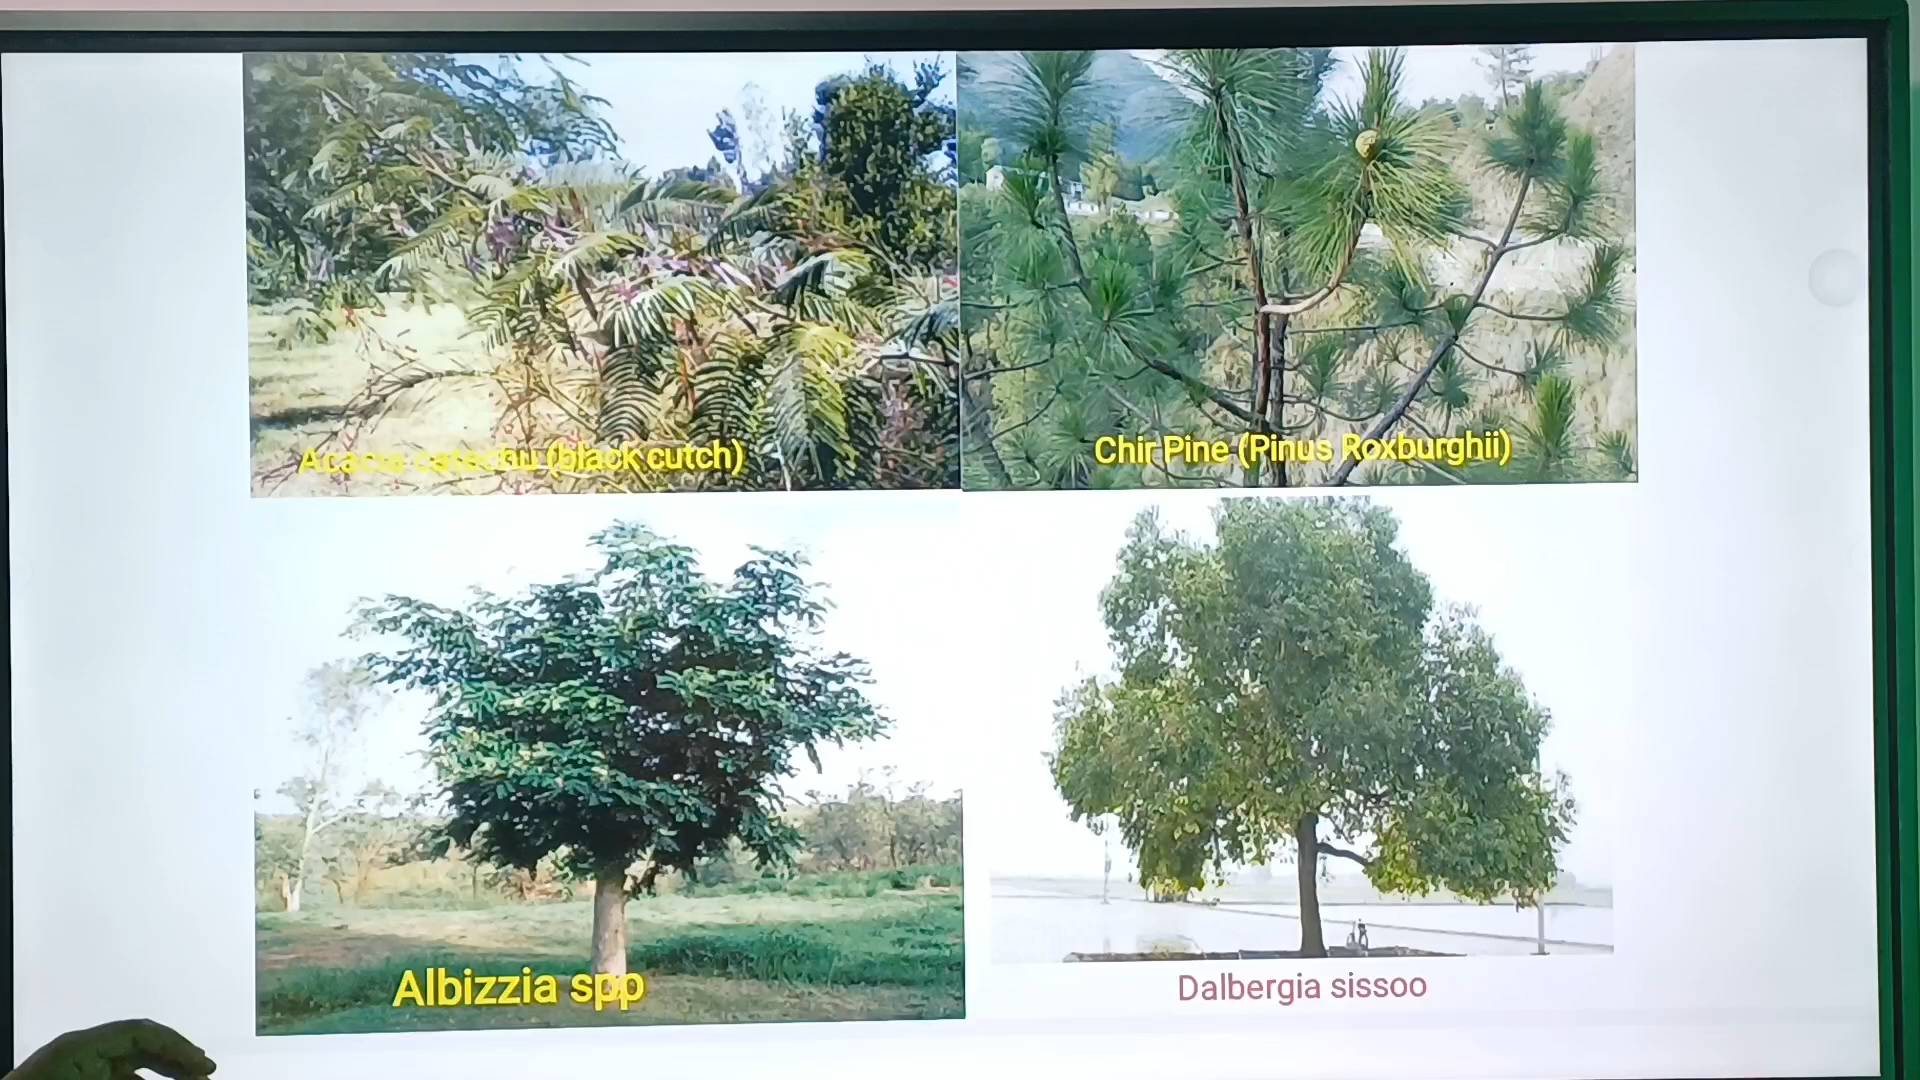 Acacia catechu (black cutch)
Chir Pine (Pinus Roxburghii)
Albizzia spp
Dalbergia sissoo